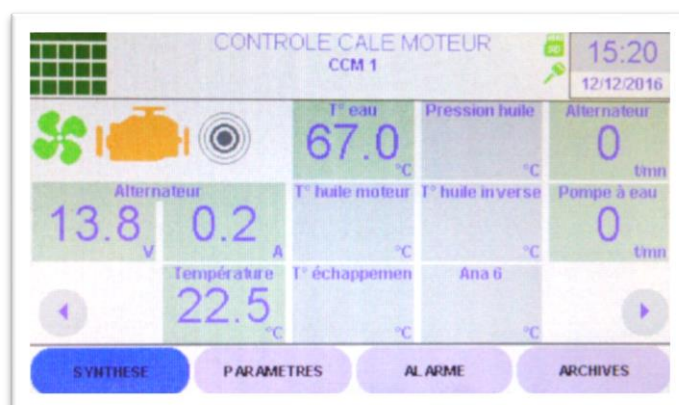 CONTROLE CALE MOTEUR
CCM 1
15:20
12/12/2016
T° eau
67.0
°C
Pression huile
°C
Alternateur
0
t/mn
Alternateur
13.8
V
0.2
A
T° huile moteur
°C
T° huile inverse
°C
Pompe à eau
0
t/mn
Température
22.5
°C
T° échappemen
°C
Ana 6
°C
SYNTHESE
PARAMETRES
ALARME
ARCHIVES